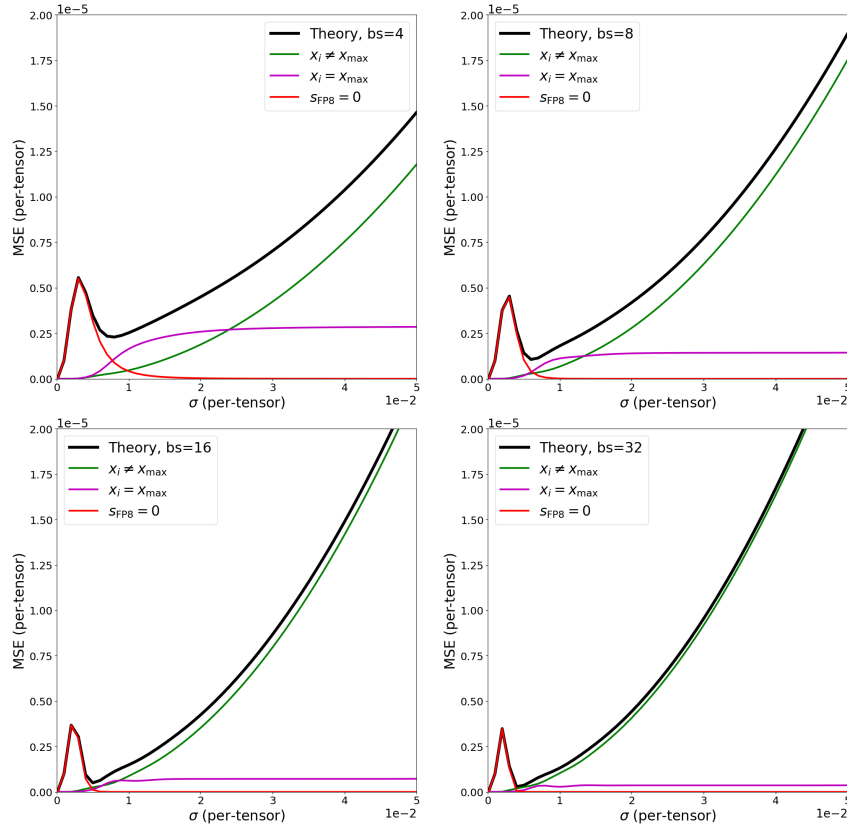 1e−5
2.00
1.75
1.50
1.25
1.00
0.75
0.50
0.25
0.00
MSE (per-tensor)
Theory, bs=4
x_i ≠ x_max
x_i = x_max
s_FP8 = 0
0 1 2 3 4 5
σ (per-tensor)
1e−2
1e−5
2.00
1.75
1.50
1.25
1.00
0.75
0.50
0.25
0.00
MSE (per-tensor)
Theory, bs=8
x_i ≠ x_max
x_i = x_max
s_FP8 = 0
0 1 2 3 4 5
σ (per-tensor)
1e−2
1e−5
2.00
1.75
1.50
1.25
1.00
0.75
0.50
0.25
0.00
MSE (per-tensor)
Theory, bs=16
x_i ≠ x_max
x_i = x_max
s_FP8 = 0
0 1 2 3 4 5
σ (per-tensor)
1e−2
1e−5
2.00
1.75
1.50
1.25
1.00
0.75
0.50
0.25
0.00
MSE (per-tensor)
Theory, bs=32
x_i ≠ x_max
x_i = x_max
s_FP8 = 0
0 1 2 3 4 5
σ (per-tensor)
1e−2